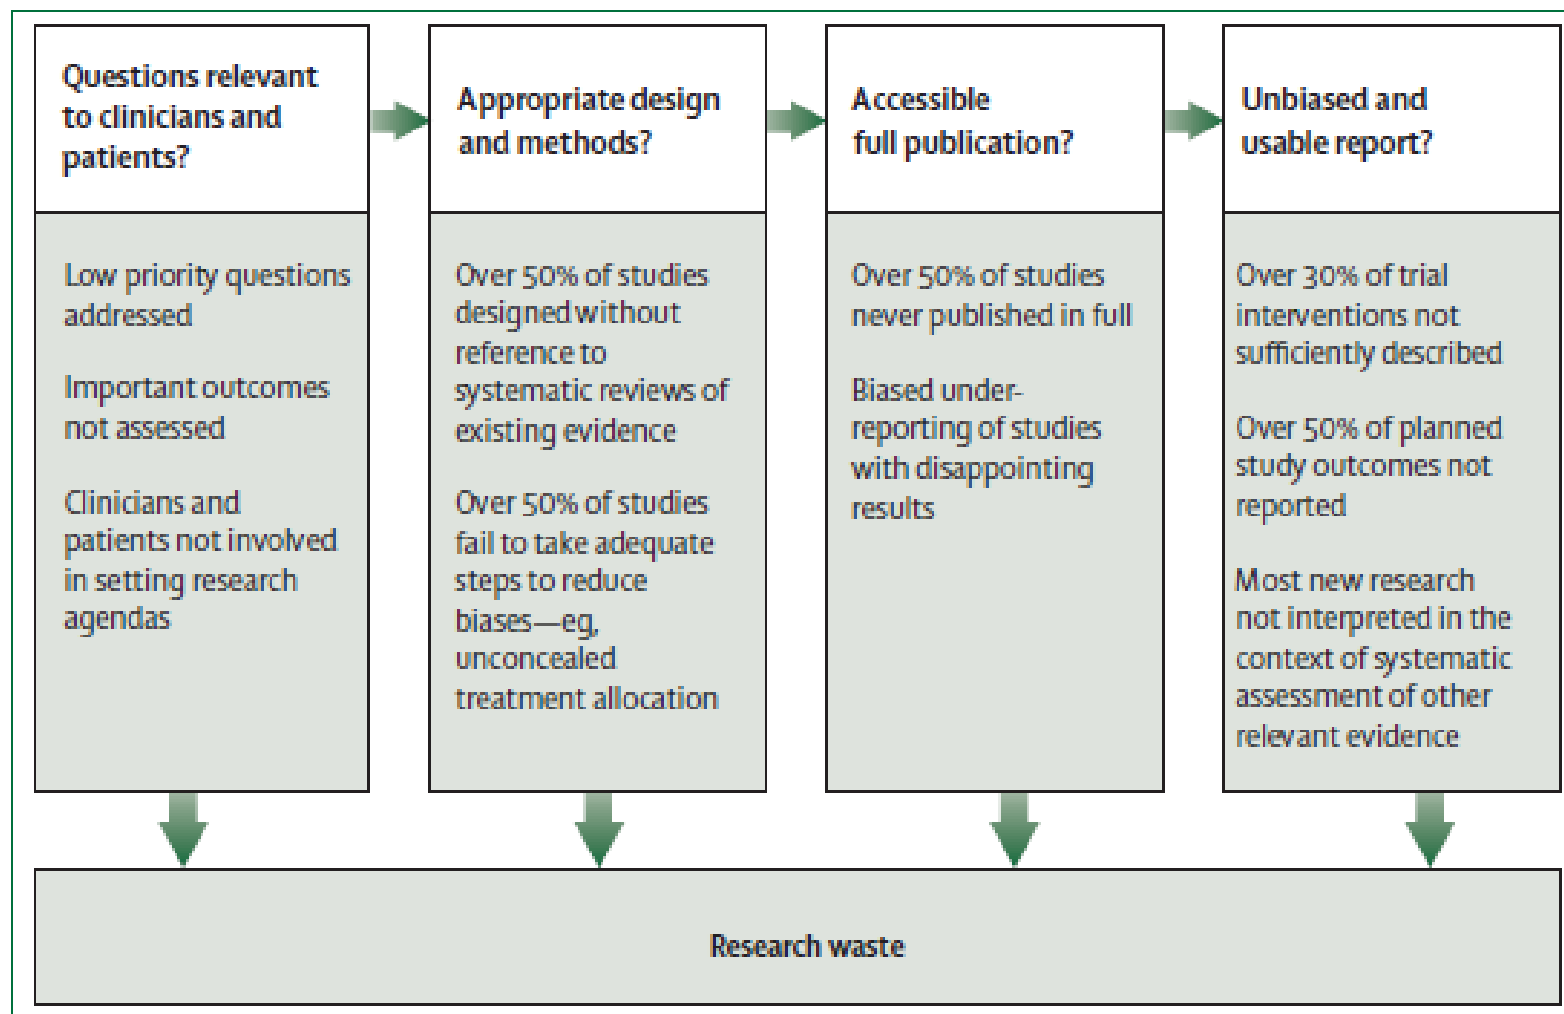 Questions relevant
to clinicians and
patients?
Low priority questions
addressed
Important outcomes
not assessed
Clinicians and
patients not involved
in setting research
agendas
Appropriate design
and methods?
Over 50% of studies
designed without
reference to
systematic reviews of
existing evidence
Over 50% of studies
fail to take adequate
steps to reduce
biases—eg,
unconcealed
treatment allocation
Accessible
full publication?
Over 50% of studies
never published in full
Biased under-
reporting of studies
with disappointing
results
Unbiased and
usable report?
Over 30% of trial
interventions not
sufficiently described
Over 50% of planned
study outcomes not
reported
Most new research
not interpreted in the
context of systematic
assessment of other
relevant evidence
Research waste